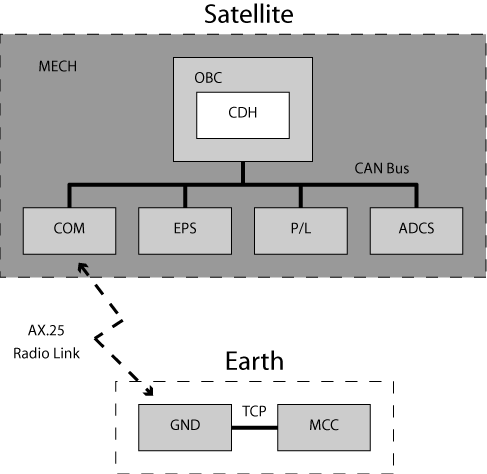 Satellite
MECH
OBC
CDH
CAN Bus
COM
EPS
P/L
ADCS
AX.25
Radio Link
Earth
GND
TCP
MCC